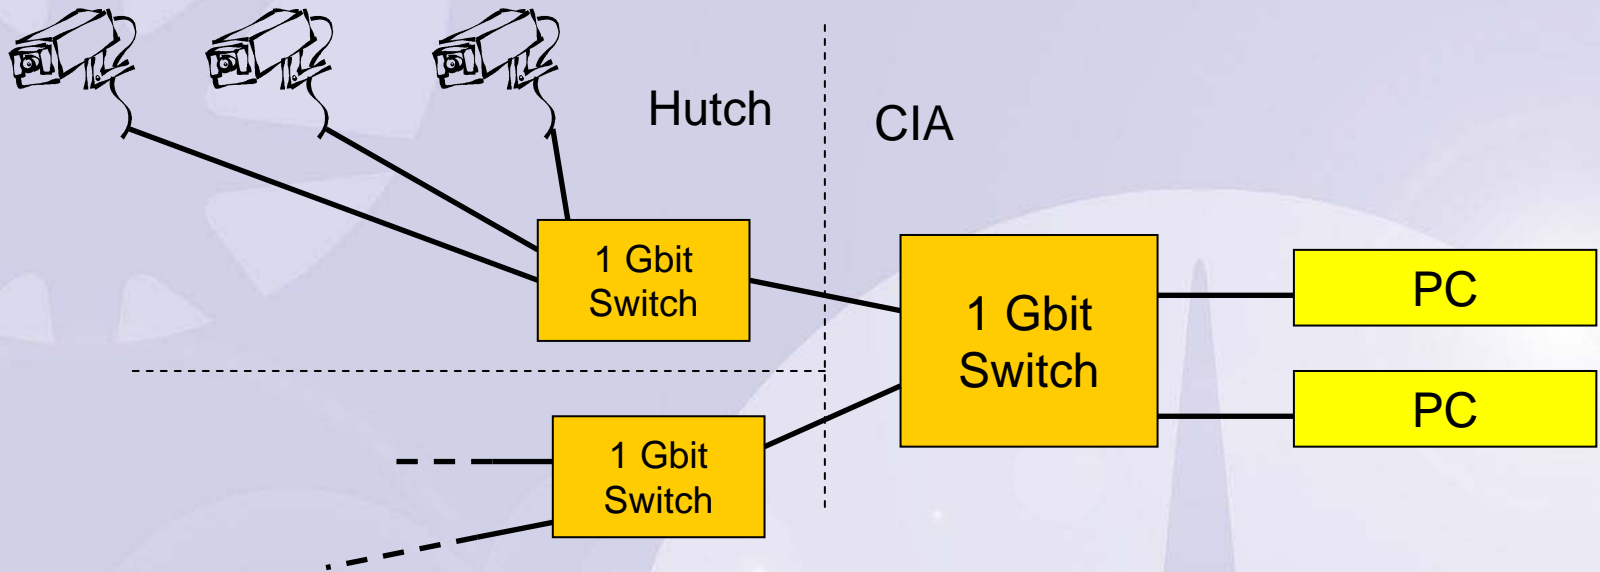 Hutch
CIA
1 Gbit
Switch
1 Gbit
Switch
PC
PC
1 Gbit
Switch